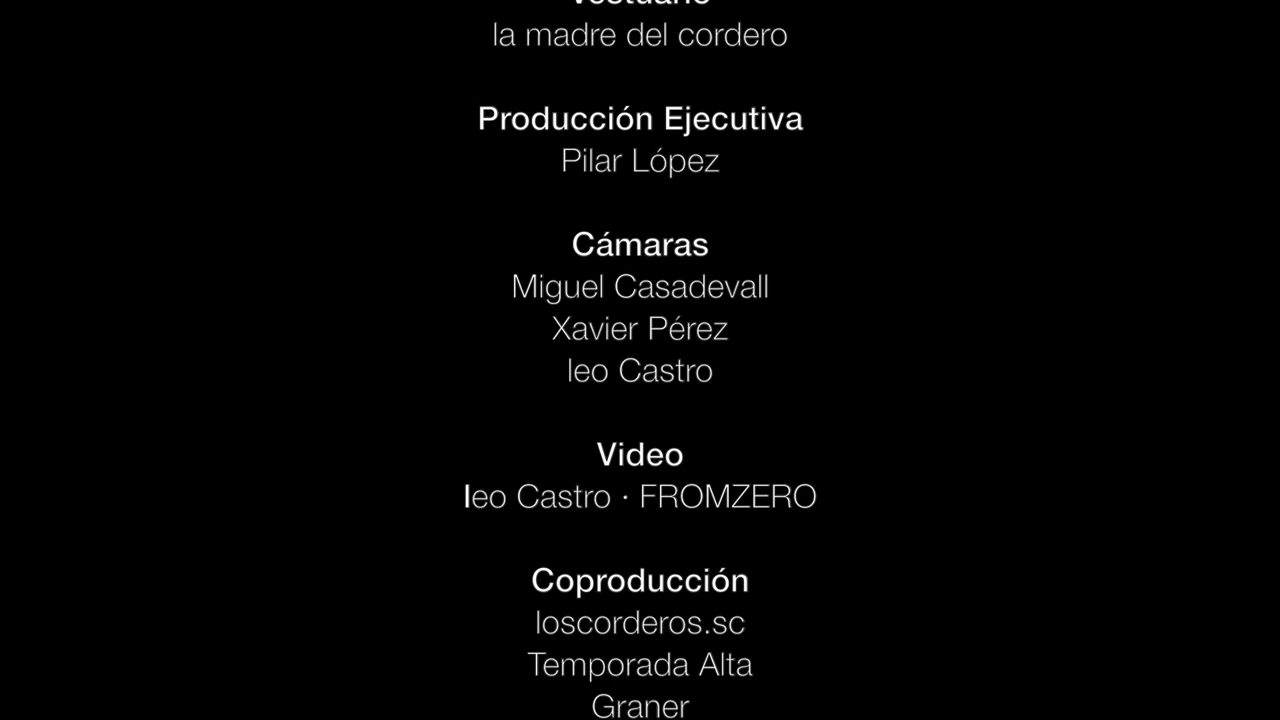 Vestuario
la madre del cordero
Producción Ejecutiva
Pilar López
Cámaras
Miguel Casadevall
Xavier Pérez
leo Castro
Video
leo Castro · FROMZERO
Coproducción
loscorderos.sc
Temporada Alta
Graner